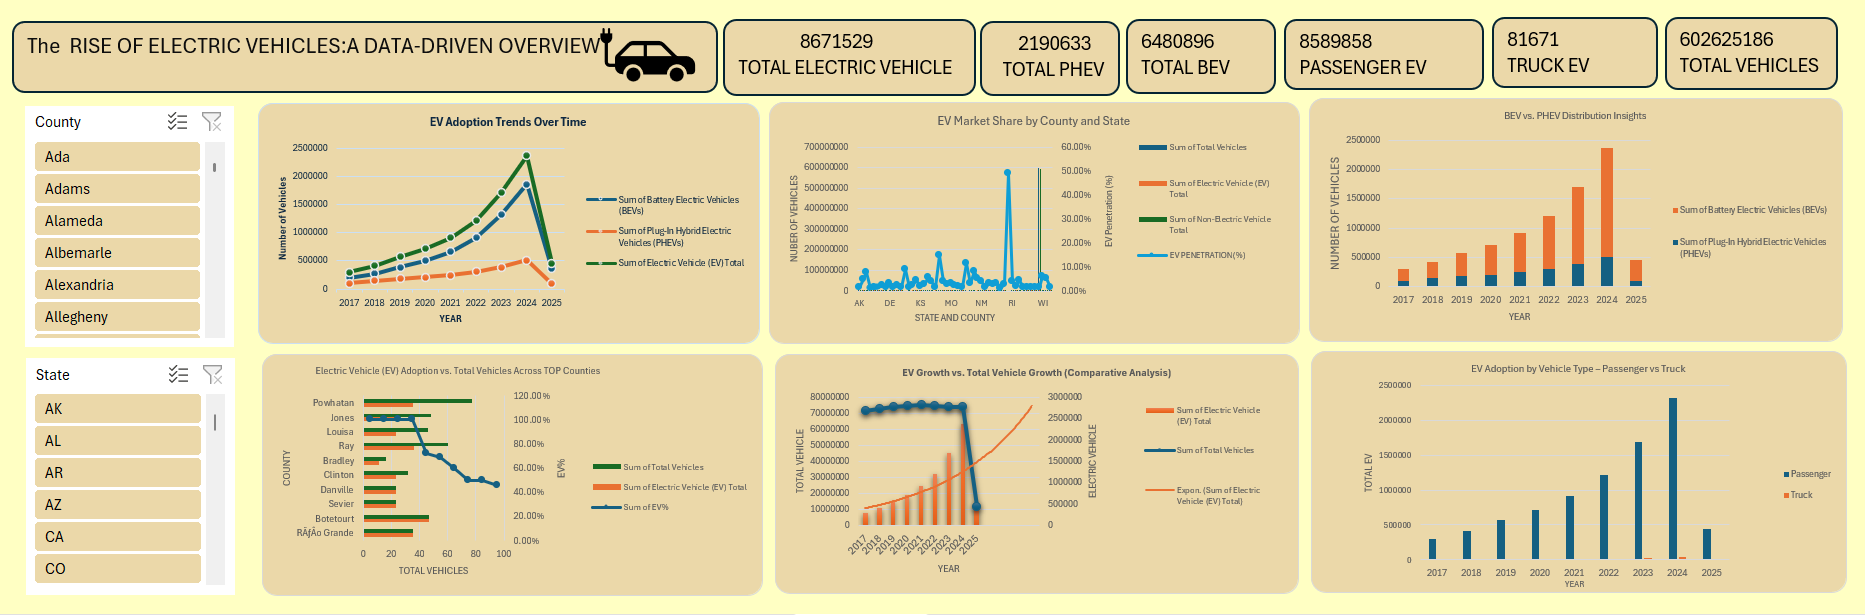 The RISE OF ELECTRIC VEHICLES:A DATA-DRIVEN OVERVIEW
8671529
TOTAL ELECTRIC VEHICLE
2190633
TOTAL PHEV
6480896
TOTAL BEV
8589858
PASSENGER EV
81671
TRUCK EV
602625186
TOTAL VEHICLES
County
Ada
Adams
Alameda
Albemarle
Alexandria
Allegheny
State
AK
AL
AR
AZ
CA
CO
EV Adoption Trends Over Time
Number of Vehicles
2500000
2000000
1500000
1000000
500000
0
2017 2018 2019 2020 2021 2022 2023 2024 2025
YEAR
Sum of Battery Electric Vehicles
(BEVs)
Sum of Plug-In Hybrid Electric
Vehicles (PHEVs)
Sum of Electric Vehicle (EV) Total
EV Market Share by County and State
NUBER OF VEHICLES
700000000
600000000
500000000
400000000
300000000
200000000
100000000
0
60.00%
50.00%
40.00%
30.00%
20.00%
10.00%
0.00%
EV Penetration (%)
AK DE KS MO NM RI WI
STATE AND COUNTY
Sum of Total Vehicles
Sum of Electric Vehicle (EV)
Total
Sum of Non-Electric Vehicle
Total
EV PENETRATION(%)
BEV vs. PHEV Distribution Insights
NUMBER OF VEHICLES
2500000
2000000
1500000
1000000
500000
0
2017 2018 2019 2020 2021 2022 2023 2024 2025
YEAR
Sum of Battery Electric Vehicles (BEVs)
Sum of Plug-In Hybrid Electric Vehicles
(PHEVs)
Electric Vehicle (EV) Adoption vs. Total Vehicles Across TOP Counties
COUNTY
Powhatan
Jones
Louisa
Ray
Bradley
Clinton
Danville
Sevier
Botetourt
RÃƒÂo Grande
0 20 40 60 80 100
TOTAL VEHICLES
120.00%
100.00%
80.00%
60.00%
40.00%
20.00%
0.00%
EV%
Sum of Total Vehicles
Sum of Electric Vehicle (EV) Total
Sum of EV%
EV Growth vs. Total Vehicle Growth (Comparative Analysis)
TOTAL VEHICLE
80000000
70000000
60000000
50000000
40000000
30000000
20000000
10000000
0
3000000
2500000
2000000
1500000
1000000
500000
0
ELECTRIC VEHICLE
2017 2018 2019 2020 2021 2022 2023 2024 2025
YEAR
Sum of Electric Vehicle
(EV) Total
Sum of Total Vehicles
Expon. (Sum of Electric
Vehicle (EV) Total)
EV Adoption by Vehicle Type – Passenger vs Truck
TOTAL EV
2500000
2000000
1500000
1000000
500000
0
2017 2018 2019 2020 2021 2022 2023 2024 2025
YEAR
Passenger
Truck